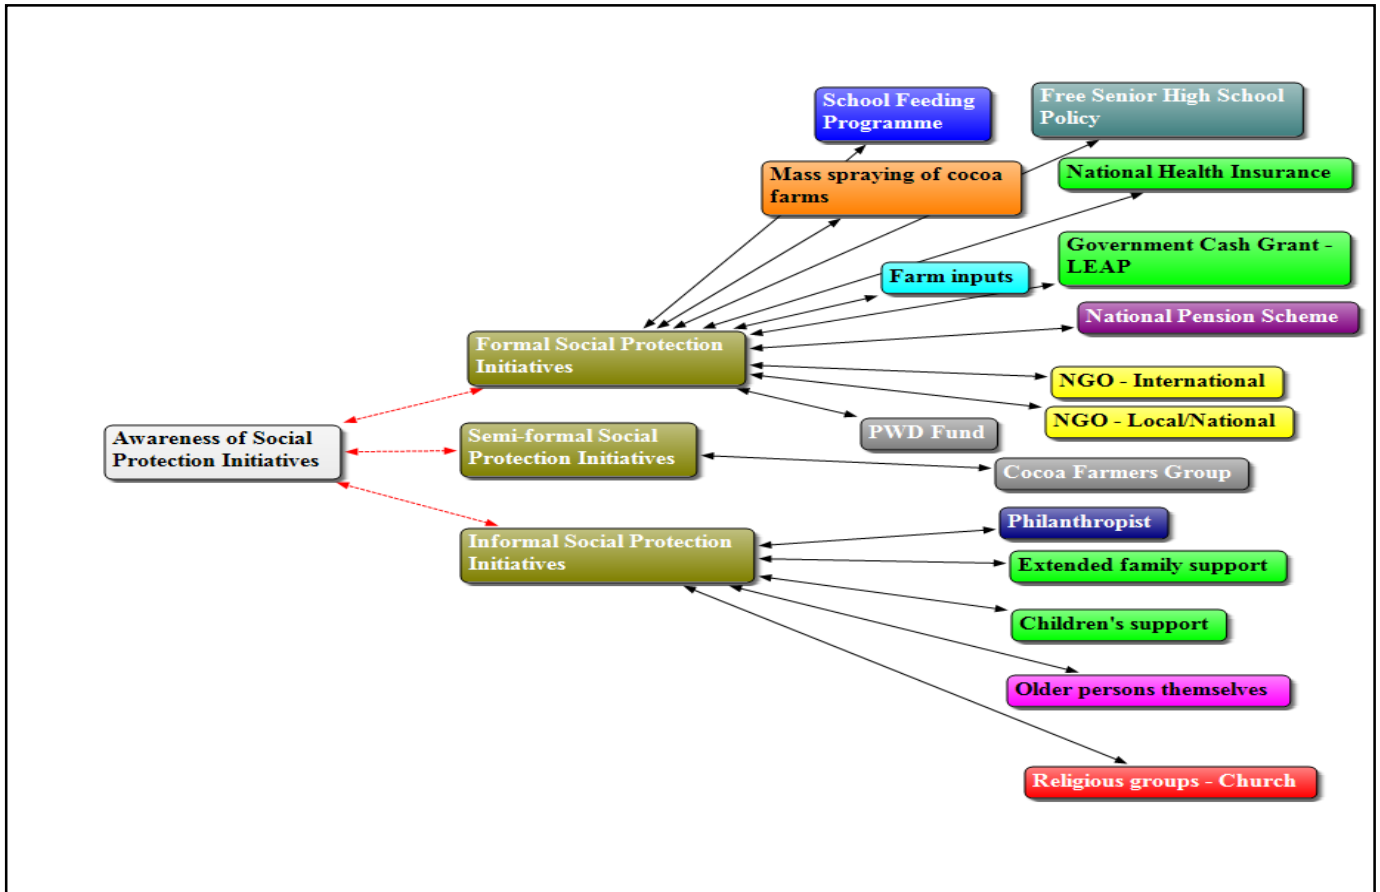 School Feeding
Programme
Free Senior High School
Policy
Mass spraying of cocoa
farms
National Health Insurance
Government Cash Grant -
LEAP
Farm inputs
National Pension Scheme
Formal Social Protection
Initiatives
NGO - International
NGO - Local/National
PWD Fund
Awareness of Social
Protection Initiatives
Semi-formal Social
Protection Initiatives
Cocoa Farmers Group
Informal Social Protection
Initiatives
Philanthropist
Extended family support
Children's support
Older persons themselves
Religious groups - Church